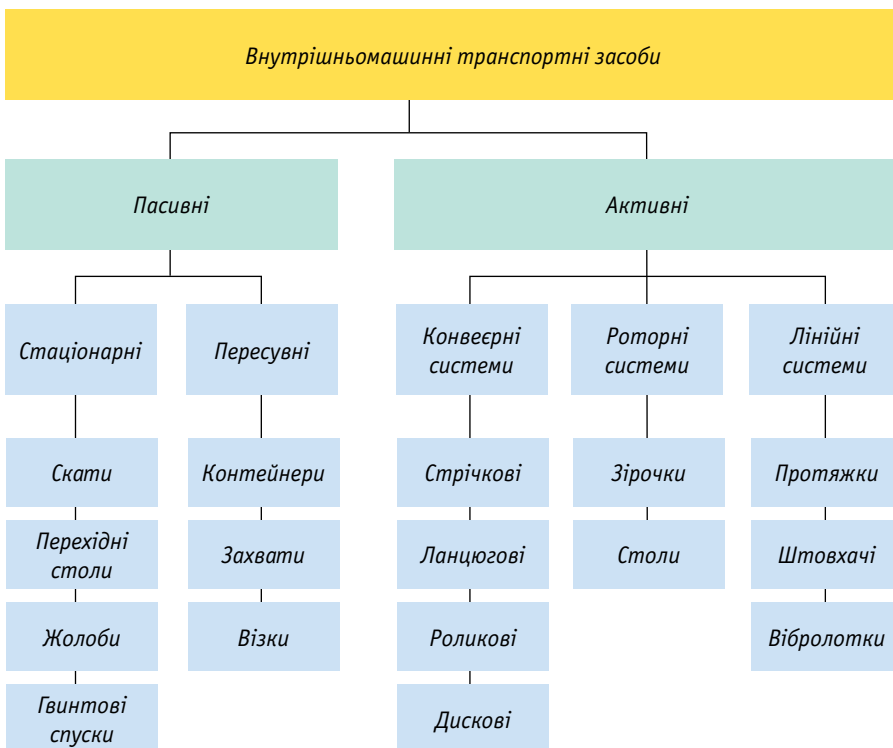 Внутрішньомашинні транспортні засоби
Пасивні
Активні
Стаціонарні
Пересувні
Конвеєрні
системи
Роторні
системи
Лінійні
системи
Скати
Контейнери
Стрічкові
Зірочки
Протяжки
Перехідні
столи
Захвати
Ланцюгові
Столи
Штовхачі
Жолоби
Візки
Роликові
Вібролотки
Гвинтові
спуски
Дискові